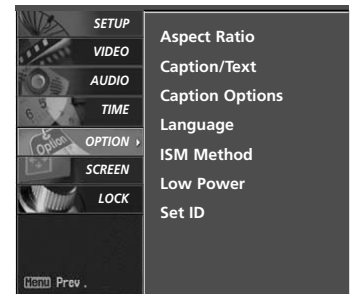 SETUP
VIDEO
AUDIO
TIME
OPTION
SCREEN
LOCK
Menu Prev.
Aspect Ratio
Caption/Text
Caption Options
Language
ISM Method
Low Power
Set ID